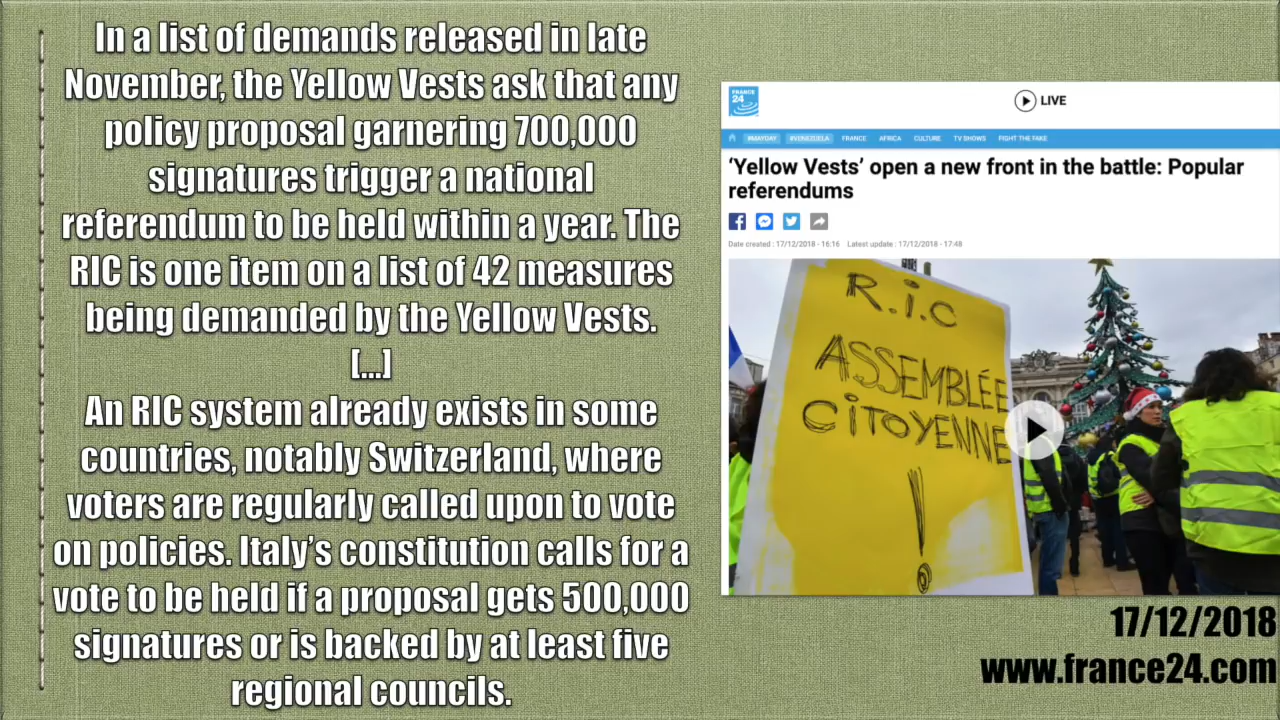 In a list of demands released in late
November, the Yellow Vests ask that any
policy proposal garnering 700,000
signatures trigger a national
referendum to be held within a year. The
RIC is one item on a list of 42 measures
being demanded by the Yellow Vests.
[...]
An RIC system already exists in some
countries, notably Switzerland, where
voters are regularly called upon to vote
on policies. Italy's constitution calls for a
vote to be held if a proposal gets 500,000
signatures or is backed by at least five
regional councils.
FRANCE
24
LIVE
#MAYDAY #VENEZUELA FRANCE AFRICA CULTURE TV SHOWS FIGHT THE FAKE
‘Yellow Vests’ open a new front in the battle: Popular
referendums
Date created : 17/12/2018 - 16:16 Latest update : 17/12/2018 - 17:48
R.i.C
ASSEMBLÉE
CiTOYENNE
!
17/12/2018
www.france24.com